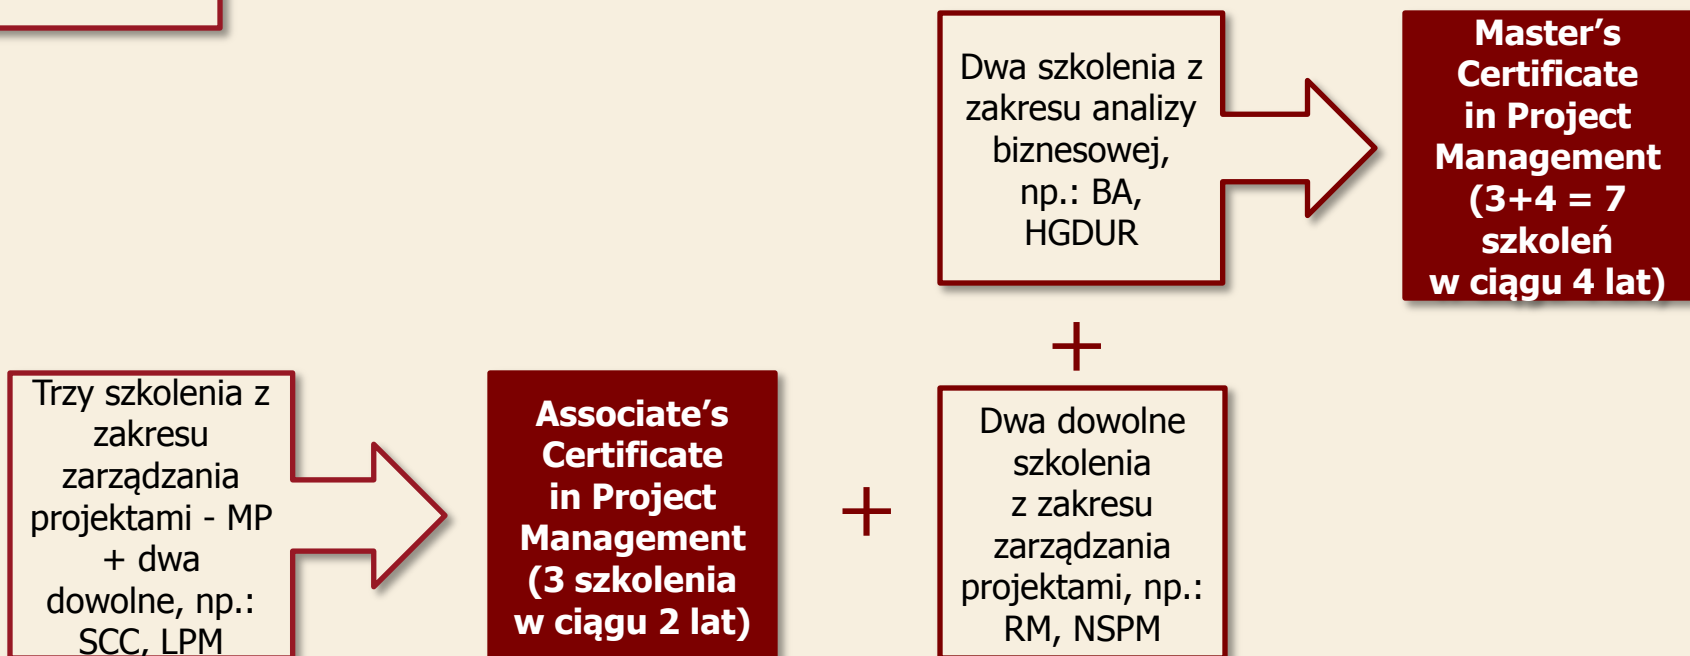 Dwa szkolenia z
zakresu analizy
biznesowej,
np.: BA,
HGDUR
Master’s
Certificate
in Project
Management
(3+4 = 7
szkoleń
w ciągu 4 lat)
+
Trzy szkolenia z
zakresu
zarządzania
projektami - MP
+ dwa
dowolne, np.:
SCC, LPM
Associate’s
Certificate
in Project
Management
(3 szkolenia
w ciągu 2 lat)
+
Dwa dowolne
szkolenia
z zakresu
zarządzania
projektami, np.:
RM, NSPM